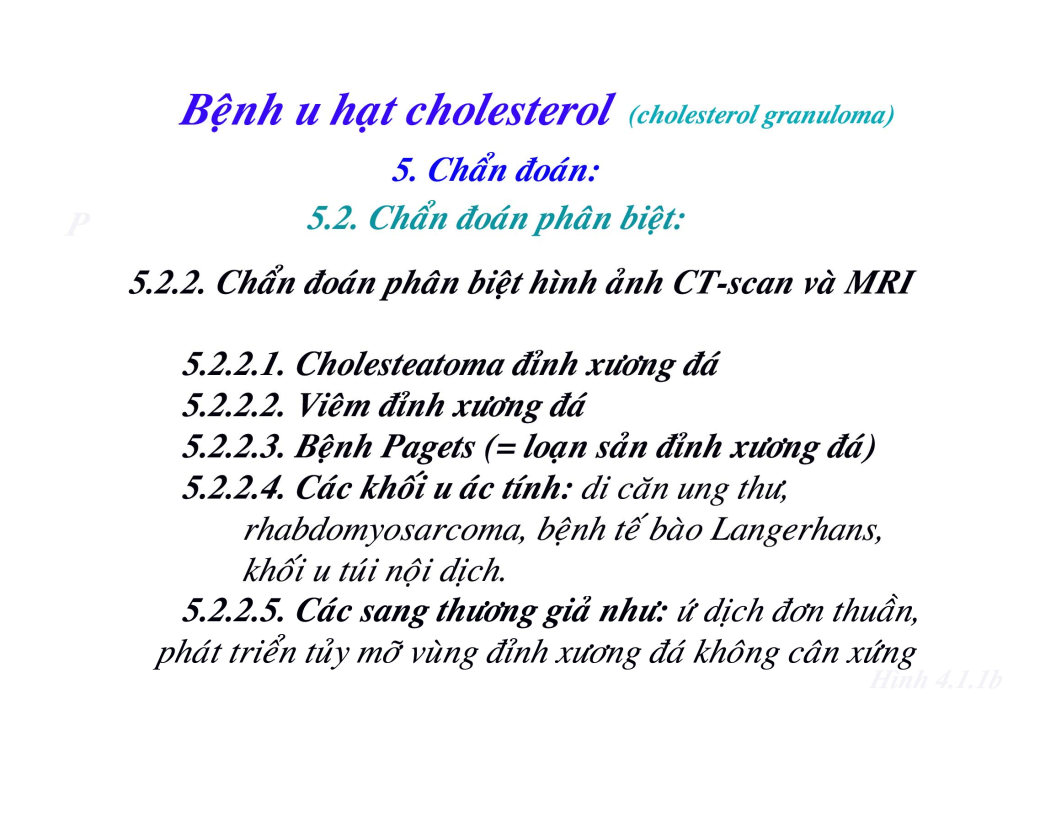 Bệnh u hạt cholesterol (cholesterol granuloma)
5. Chẩn đoán:
P
5.2. Chẩn đoán phân biệt:
5.2.2. Chẩn đoán phân biệt hình ảnh CT-scan và MRI
5.2.2.1. Cholesteatoma đỉnh xương đá
5.2.2.2. Viêm đỉnh xương đá
5.2.2.3. Bệnh Pagets (= loạn sản đỉnh xương đá)
5.2.2.4. Các khối u ác tính: di căn ung thư,
rhabdomyosarcoma, bệnh tế bào Langerhans,
khối u túi nội dịch.
5.2.2.5. Các sang thương giả như: ứ dịch đơn thuần,
phát triển tủy mỡ vùng đỉnh xương đá không cân xứng
Hình 4.1.1b